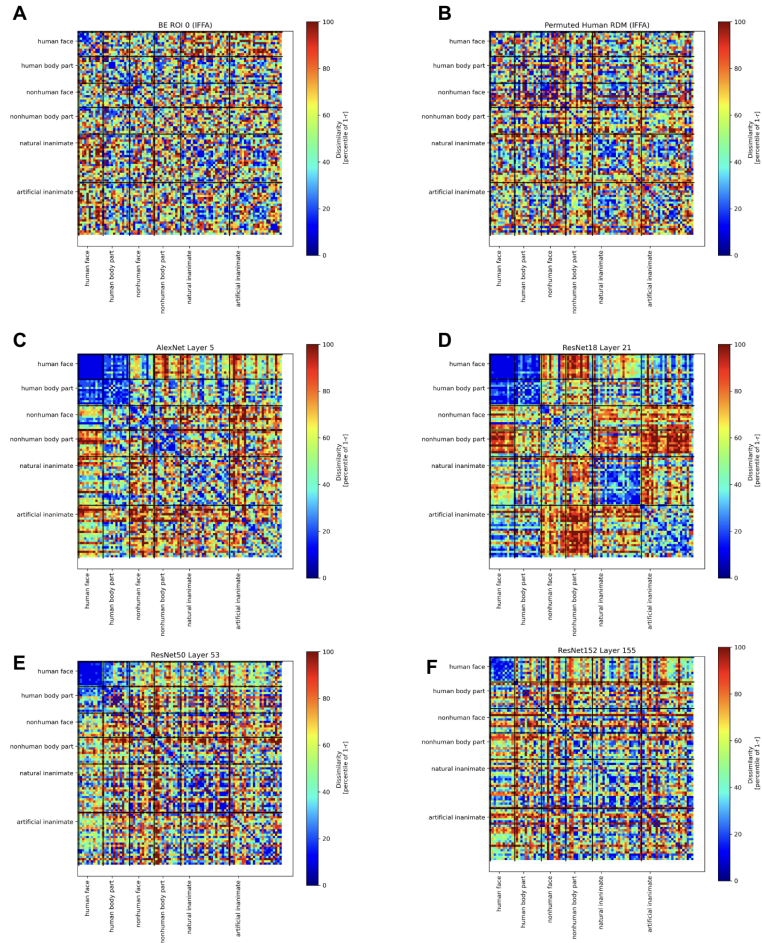 A
BE ROI 0 (IFFA)
human face
human body part
nonhuman face
nonhuman body part
natural inanimate
artificial inanimate
human face
human body part
nonhuman face
nonhuman body part
natural inanimate
artificial inanimate
100
80
60
40
20
0
Dissimilarity
[percentile of 1-r]
B
Permuted Human RDM (IFFA)
human face
human body part
nonhuman face
nonhuman body part
natural inanimate
artificial inanimate
human face
human body part
nonhuman face
nonhuman body part
natural inanimate
artificial inanimate
100
80
60
40
20
0
Dissimilarity
[percentile of 1-r]
C
AlexNet Layer 5
human face
human body part
nonhuman face
nonhuman body part
natural inanimate
artificial inanimate
human face
human body part
nonhuman face
nonhuman body part
natural inanimate
artificial inanimate
100
80
60
40
20
0
Dissimilarity
[percentile of 1-r]
D
ResNet18 Layer 21
human face
human body part
nonhuman face
nonhuman body part
natural inanimate
artificial inanimate
human face
human body part
nonhuman face
nonhuman body part
natural inanimate
artificial inanimate
100
80
60
40
20
0
Dissimilarity
[percentile of 1-r]
E
ResNet50 Layer 53
human face
human body part
nonhuman face
nonhuman body part
natural inanimate
artificial inanimate
human face
human body part
nonhuman face
nonhuman body part
natural inanimate
artificial inanimate
100
80
60
40
20
0
Dissimilarity
[percentile of 1-r]
F
ResNet152 Layer 155
human face
human body part
nonhuman face
nonhuman body part
natural inanimate
artificial inanimate
human face
human body part
nonhuman face
nonhuman body part
natural inanimate
artificial inanimate
100
80
60
40
20
0
Dissimilarity
[percentile of 1-r]